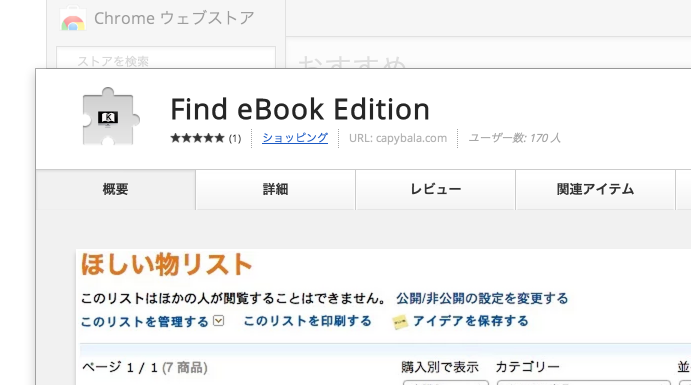 Chrome ウェブストア
ストアを検索
おすすめ
Find eBook Edition
★★★★★ (1) ショッピング URL: capybala.com ユーザー数: 170 人
概要 詳細 レビュー 関連アイテム
ほしい物リスト
このリストはほかの人が閲覧することはできません。 公開/非公開の設定を変更する
このリストを管理する このリストを印刷する アイデアを保存する
ページ 1 / 1 (7 商品) 購入別で表示 カテゴリー 並